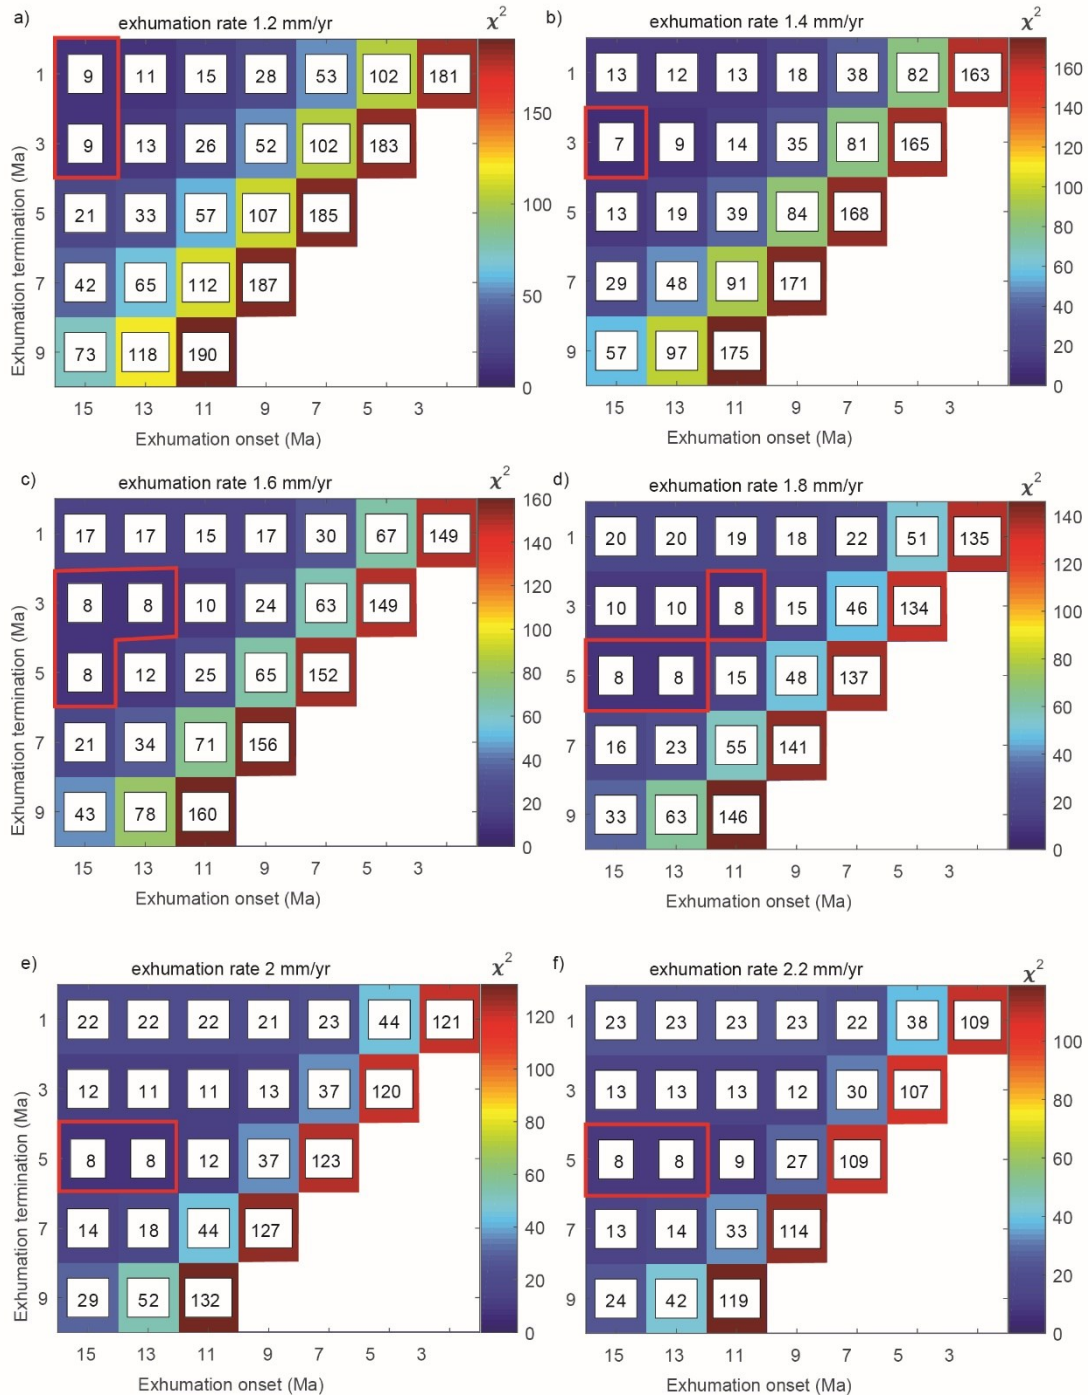 a)
exhumation rate 1.2 mm/yr
χ²
Exhumation termination (Ma)
1 9 11 15 28 53 102 181
3 9 13 26 52 102 183
5 21 33 57 107 185
7 42 65 112 187
9 73 118 190
15 13 11 9 7 5 3
Exhumation onset (Ma)
150
100
50
0
b)
exhumation rate 1.4 mm/yr
χ²
1 13 12 13 18 38 82 163
3 7 9 14 35 81 165
5 13 19 39 84 168
7 29 48 91 171
9 57 97 175
15 13 11 9 7 5 3
Exhumation onset (Ma)
160
140
120
100
80
60
40
20
0
c)
exhumation rate 1.6 mm/yr
χ²
Exhumation termination (Ma)
1 17 17 15 17 30 67 149
3 8 8 10 24 63 149
5 8 12 25 65 152
7 21 34 71 156
9 43 78 160
15 13 11 9 7 5 3
Exhumation onset (Ma)
160
140
120
100
80
60
40
20
0
d)
exhumation rate 1.8 mm/yr
χ²
1 20 20 19 18 22 51 135
3 10 10 8 15 46 134
5 8 8 15 48 137
7 16 23 55 141
9 33 63 146
15 13 11 9 7 5 3
Exhumation onset (Ma)
140
120
100
80
60
40
20
0
e)
exhumation rate 2 mm/yr
χ²
Exhumation termination (Ma)
1 22 22 22 21 23 44 121
3 12 11 11 13 37 120
5 8 8 12 37 123
7 14 18 44 127
9 29 52 132
15 13 11 9 7 5 3
Exhumation onset (Ma)
120
100
80
60
40
20
0
f)
exhumation rate 2.2 mm/yr
χ²
1 23 23 23 23 22 38 109
3 13 13 13 12 30 107
5 8 8 9 27 109
7 13 14 33 114
9 24 42 119
15 13 11 9 7 5 3
Exhumation onset (Ma)
100
80
60
40
20
0